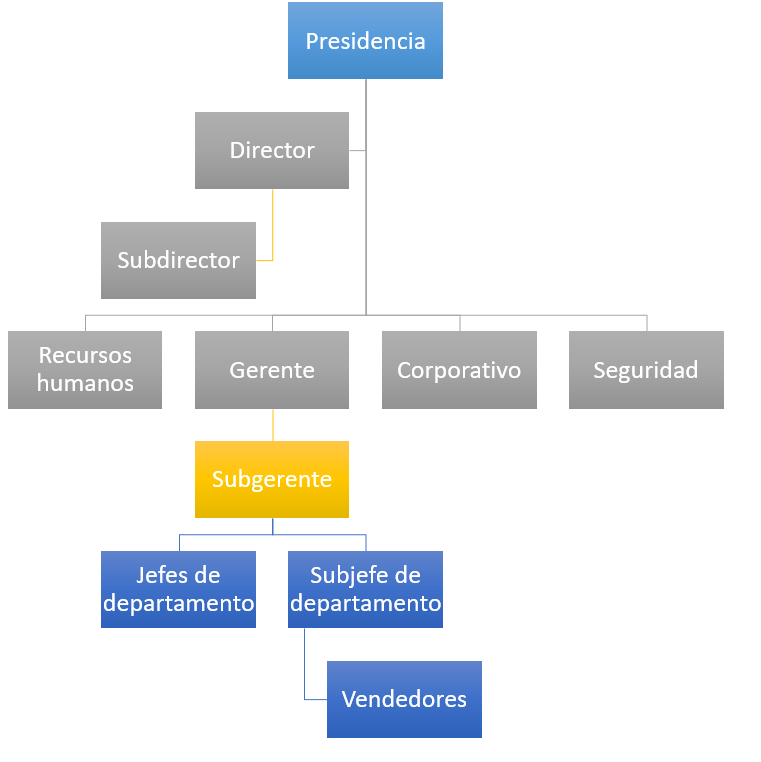 Presidencia
Director
Subdirector
Recursos
humanos
Gerente
Corporativo
Seguridad
Subgerente
Jefes de
departamento
Subjefe de
departamento
Vendedores